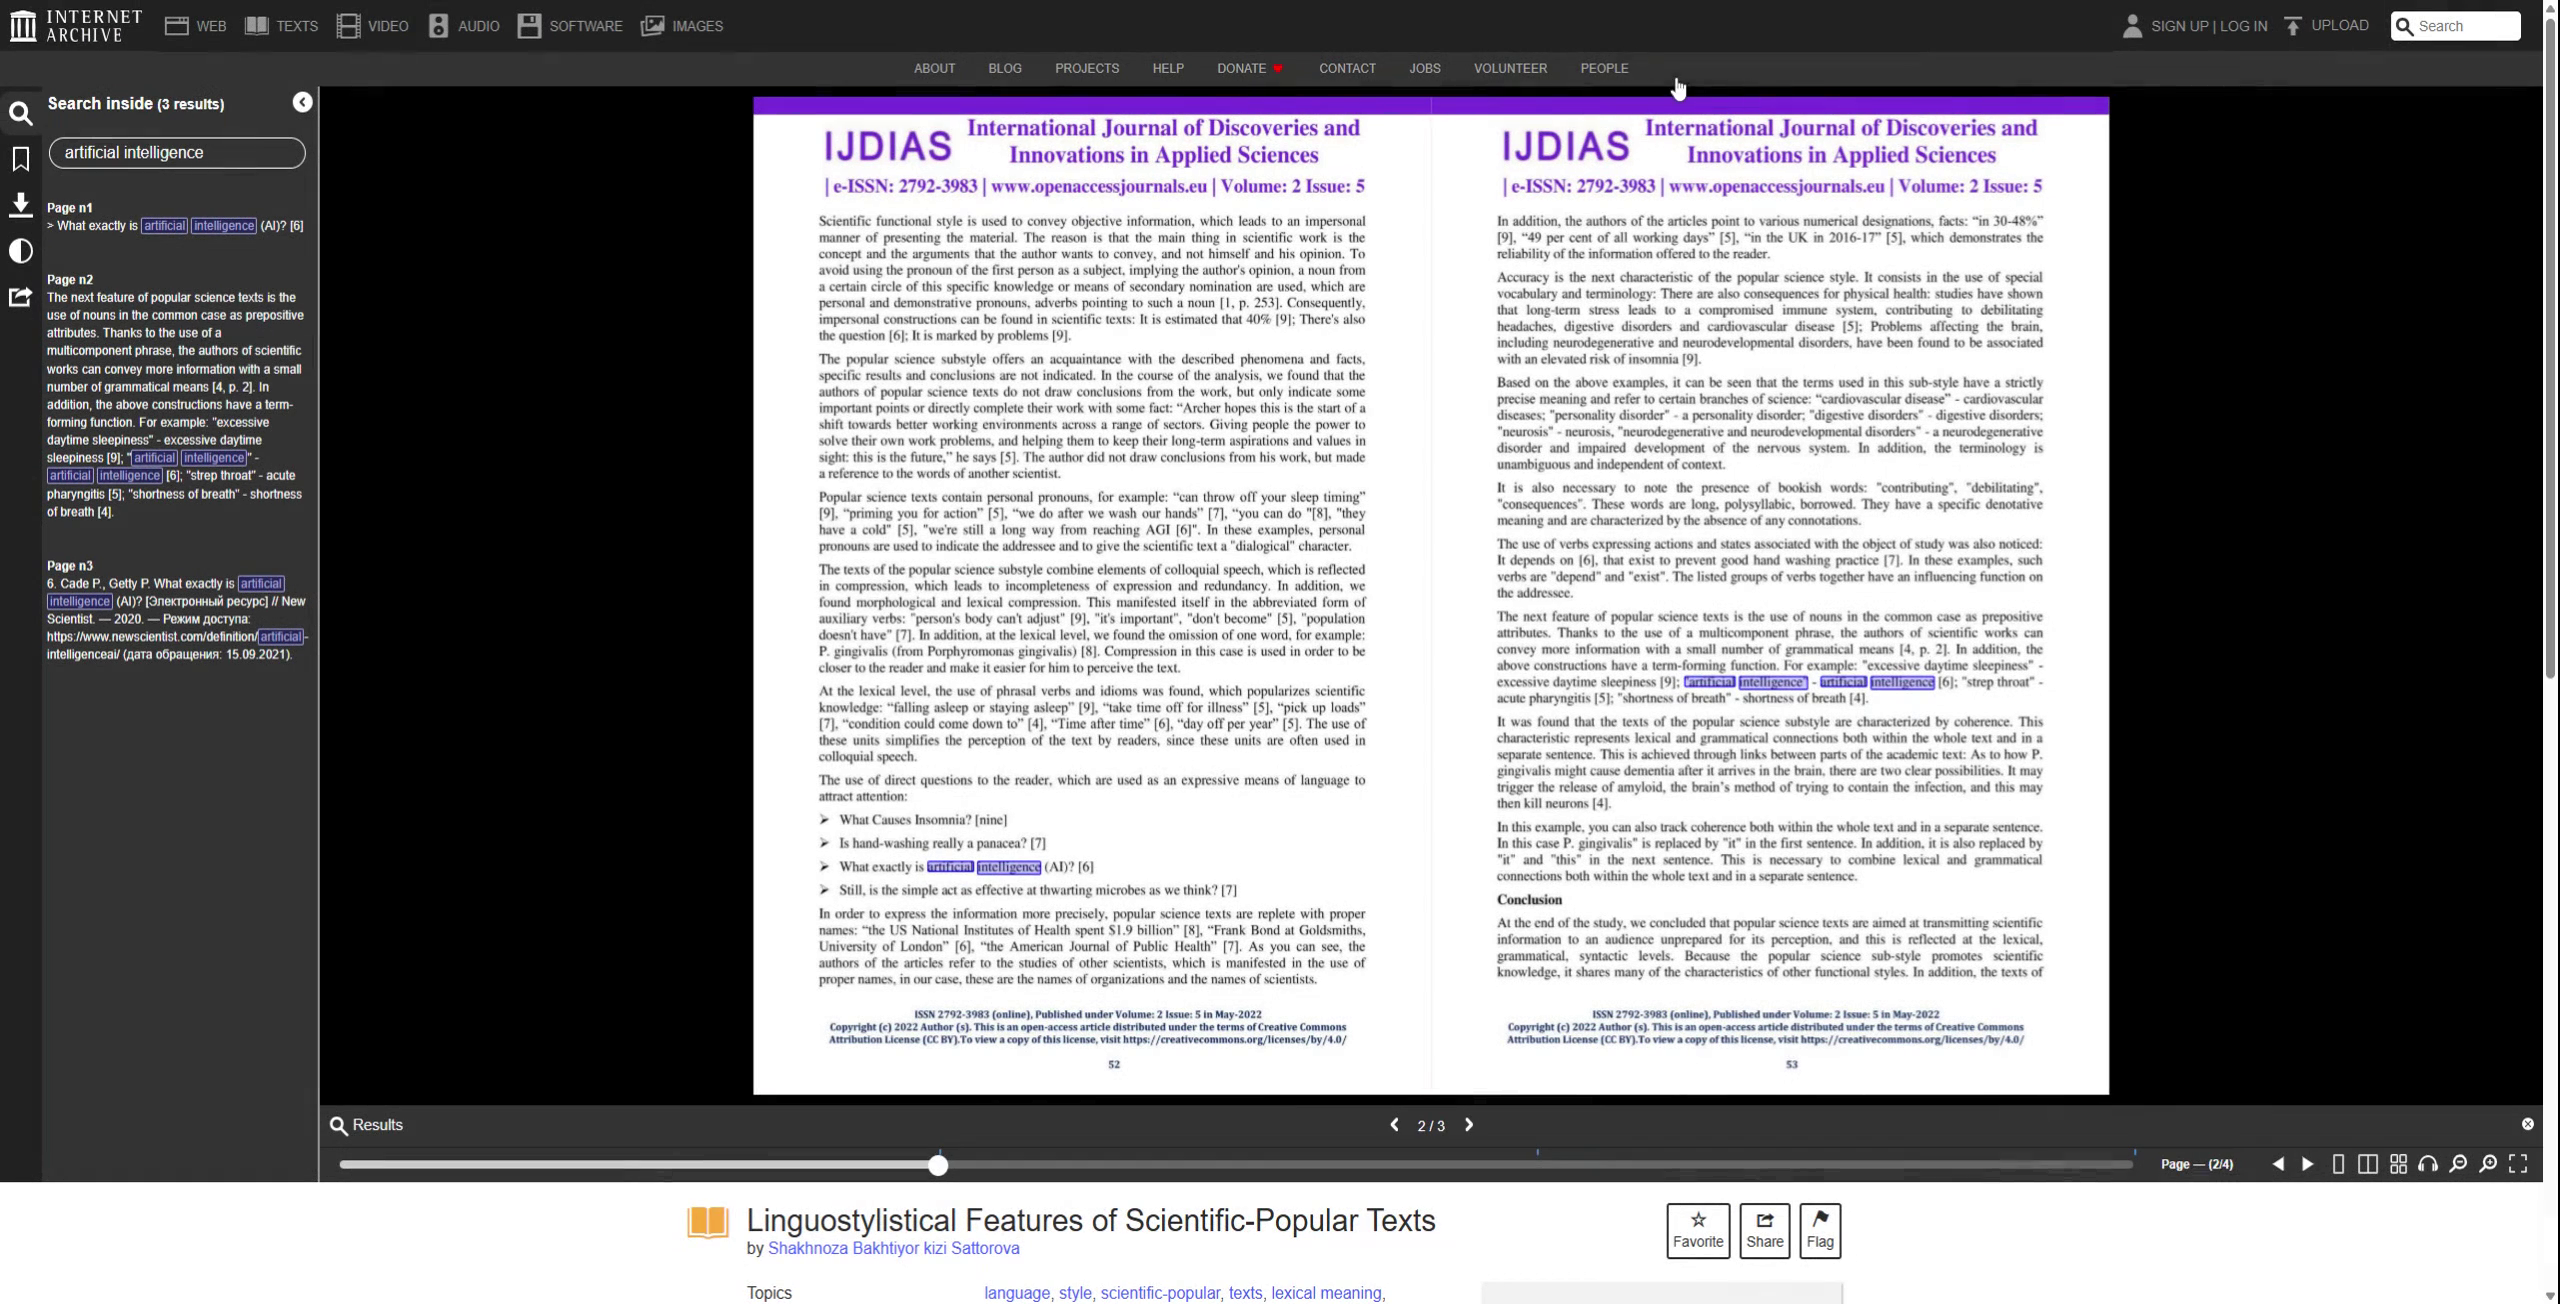 INTERNET
ARCHIVE
WEB
TEXTS
VIDEO
AUDIO
SOFTWARE
IMAGES
SIGN UP | LOG IN
UPLOAD
Search
ABOUT
BLOG
PROJECTS
HELP
DONATE
CONTACT
JOBS
VOLUNTEER
PEOPLE
Search inside (3 results)
artificial intelligence
Page n1
> What exactly is artificial intelligence (AI)? [6]
Page n2
The next feature of popular science texts is the
use of nouns in the common case as prepositive
attributes. Thanks to the use of a
multicomponent phrase, the authors of scientific
works can convey more information with a small
number of grammatical means [4, p. 2]. In
addition, the above constructions have a term-
forming function. For example: "excessive
daytime sleepiness" - excessive daytime
sleepiness [9]; "artificial intelligence" -
artificial intelligence [6]; "strep throat" - acute
pharyngitis [5]; "shortness of breath" - shortness
of breath [4].
Page n3
6. Cade P., Getty P. What exactly is artificial
intelligence (AI)? [Электронный ресурс] // New
Scientist. — 2020. — Режим доступа:
https://www.newscientist.com/definition/artificial-
intelligenceai/ (дата обращения: 15.09.2021).
IJDIAS
International Journal of Discoveries and
Innovations in Applied Sciences
| e-ISSN: 2792-3983 | www.openaccessjournals.eu | Volume: 2 Issue: 5
Scientific functional style is used to convey objective information, which leads to an impersonal
manner of presenting the material. The reason is that the main thing in scientific work is the
concept and the arguments that the author wants to convey, and not himself and his opinion. To
avoid using the pronoun of the first person as a subject, implying the author's opinion, a noun from
a certain circle of this specific knowledge or means of secondary nomination are used, which are
personal and demonstrative pronouns, adverbs pointing to such a noun [1, p. 253]. Consequently,
impersonal constructions can be found in scientific texts: It is estimated that 40% [9]; There's also
the question [6]; It is marked by problems [9].
The popular science substyle offers an acquaintance with the described phenomena and facts,
specific results and conclusions are not indicated. In the course of the analysis, we found that the
authors of popular science texts do not draw conclusions from the work, but only indicate some
important points or directly complete their work with some fact: “Archer hopes this is the start of a
shift towards better working environments across a range of sectors. Giving people the power to
solve their own work problems, and helping them to keep their long-term aspirations and values in
sight: this is the future,” he says [5]. The author did not draw conclusions from his work, but made
a reference to the words of another scientist.
Popular science texts contain personal pronouns, for example: “can throw off your sleep timing”
[9], “priming you for action” [5], “we do after we wash our hands” [7], “you can do "[8], "they
have a cold" [5], "we're still a long way from reaching AGI [6]". In these examples, personal
pronouns are used to indicate the addressee and to give the scientific text a "dialogical" character.
The texts of the popular science substyle combine elements of colloquial speech, which is reflected
in compression, which leads to incompleteness of expression and redundancy. In addition, we
found morphological and lexical compression. This manifested itself in the abbreviated form of
auxiliary verbs: "person's body can't adjust" [9], "it's important", "don't become" [5], "population
doesn't have" [7]. In addition, at the lexical level, we found the omission of one word, for example:
P. gingivalis (from Porphyromonas gingivalis) [8]. Compression in this case is used in order to be
closer to the reader and make it easier for him to perceive the text.
At the lexical level, the use of phrasal verbs and idioms was found, which popularizes scientific
knowledge: “falling asleep or staying asleep” [9], “take time off for illness” [5], “pick up loads”
[7], “condition could come down to” [4], “Time after time” [6], “day off per year” [5]. The use of
these units simplifies the perception of the text by readers, since these units are often used in
colloquial speech.
The use of direct questions to the reader, which are used as an expressive means of language to
attract attention:
➢ What Causes Insomnia? [nine]
➢ Is hand-washing really a panacea? [7]
➢ What exactly is artificial intelligence (AI)? [6]
➢ Still, is the simple act as effective at thwarting microbes as we think? [7]
In order to express the information more precisely, popular science texts are replete with proper
names: “the US National Institutes of Health spent $1.9 billion” [8], “Frank Bond at Goldsmiths,
University of London” [6], “the American Journal of Public Health” [7]. As you can see, the
authors of the articles refer to the studies of other scientists, which is manifested in the use of
proper names, in our case, these are the names of organizations and the names of scientists.
ISSN 2792-3983 (online), Published under Volume: 2 Issue: 5 in May-2022
Copyright (c) 2022 Author (s). This is an open-access article distributed under the terms of Creative Commons
Attribution License (CC BY).To view a copy of this license, visit https://creativecommons.org/licenses/by/4.0/
52
IJDIAS
International Journal of Discoveries and
Innovations in Applied Sciences
| e-ISSN: 2792-3983 | www.openaccessjournals.eu | Volume: 2 Issue: 5
In addition, the authors of the articles point to various numerical designations, facts: “in 30-48%”
[9], “49 per cent of all working days” [5], “in the UK in 2016-17” [5], which demonstrates the
reliability of the information offered to the reader.
Accuracy is the next characteristic of the popular science style. It consists in the use of special
vocabulary and terminology: There are also consequences for physical health: studies have shown
that long-term stress leads to a compromised immune system, contributing to debilitating
headaches, digestive disorders and cardiovascular disease [5]; Problems affecting the brain,
including neurodegenerative and neurodevelopmental disorders, have been found to be associated
with an elevated risk of insomnia [9].
Based on the above examples, it can be seen that the terms used in this sub-style have a strictly
precise meaning and refer to certain branches of science: “cardiovascular disease” - cardiovascular
diseases; "personality disorder" - a personality disorder; "digestive disorders" - digestive disorders;
"neurosis" - neurosis, "neurodegenerative and neurodevelopmental disorders" - a neurodegenerative
disorder and impaired development of the nervous system. In addition, the terminology is
unambiguous and independent of context.
It is also necessary to note the presence of bookish words: "contributing", "debilitating",
"consequences". These words are long, polysyllabic, borrowed. They have a specific denotative
meaning and are characterized by the absence of any connotations.
The use of verbs expressing actions and states associated with the object of study was also noticed:
It depends on [6], that exist to prevent good hand washing practice [7]. In these examples, such
verbs are "depend" and "exist". The listed groups of verbs together have an influencing function on
the addressee.
The next feature of popular science texts is the use of nouns in the common case as prepositive
attributes. Thanks to the use of a multicomponent phrase, the authors of scientific works can
convey more information with a small number of grammatical means [4, p. 2]. In addition, the
above constructions have a term-forming function. For example: "excessive daytime sleepiness" -
excessive daytime sleepiness [9]; "artificial intelligence" - artificial intelligence [6]; "strep throat" -
acute pharyngitis [5]; "shortness of breath" - shortness of breath [4].
It was found that the texts of the popular science substyle are characterized by coherence. This
characteristic represents lexical and grammatical connections both within the whole text and in a
separate sentence. This is achieved through links between parts of the academic text: As to how P.
gingivalis might cause dementia after it arrives in the brain, there are two clear possibilities. It may
trigger the release of amyloid, the brain’s method of trying to contain the infection, and this may
then kill neurons [4].
In this example, you can also track coherence both within the whole text and in a separate sentence.
In this case P. gingivalis" is replaced by "it" in the first sentence. In addition, it is also replaced by
"it" and "this" in the next sentence. This is necessary to combine lexical and grammatical
connections both within the whole text and in a separate sentence.
Conclusion
At the end of the study, we concluded that popular science texts are aimed at transmitting scientific
information to an audience unprepared for its perception, and this is reflected at the lexical,
grammatical, syntactic levels. Because the popular science sub-style promotes scientific
knowledge, it shares many of the characteristics of other functional styles. In addition, the texts of
ISSN 2792-3983 (online), Published under Volume: 2 Issue: 5 in May-2022
Copyright (c) 2022 Author (s). This is an open-access article distributed under the terms of Creative Commons
Attribution License (CC BY).To view a copy of this license, visit https://creativecommons.org/licenses/by/4.0/
53
Results
2 / 3
Page — (2/4)
Linguostylistical Features of Scientific-Popular Texts
by Shakhnoza Bakhtiyor kizi Sattorova
Favorite
Share
Flag
Topics
language, style, scientific-popular, texts, lexical meaning,